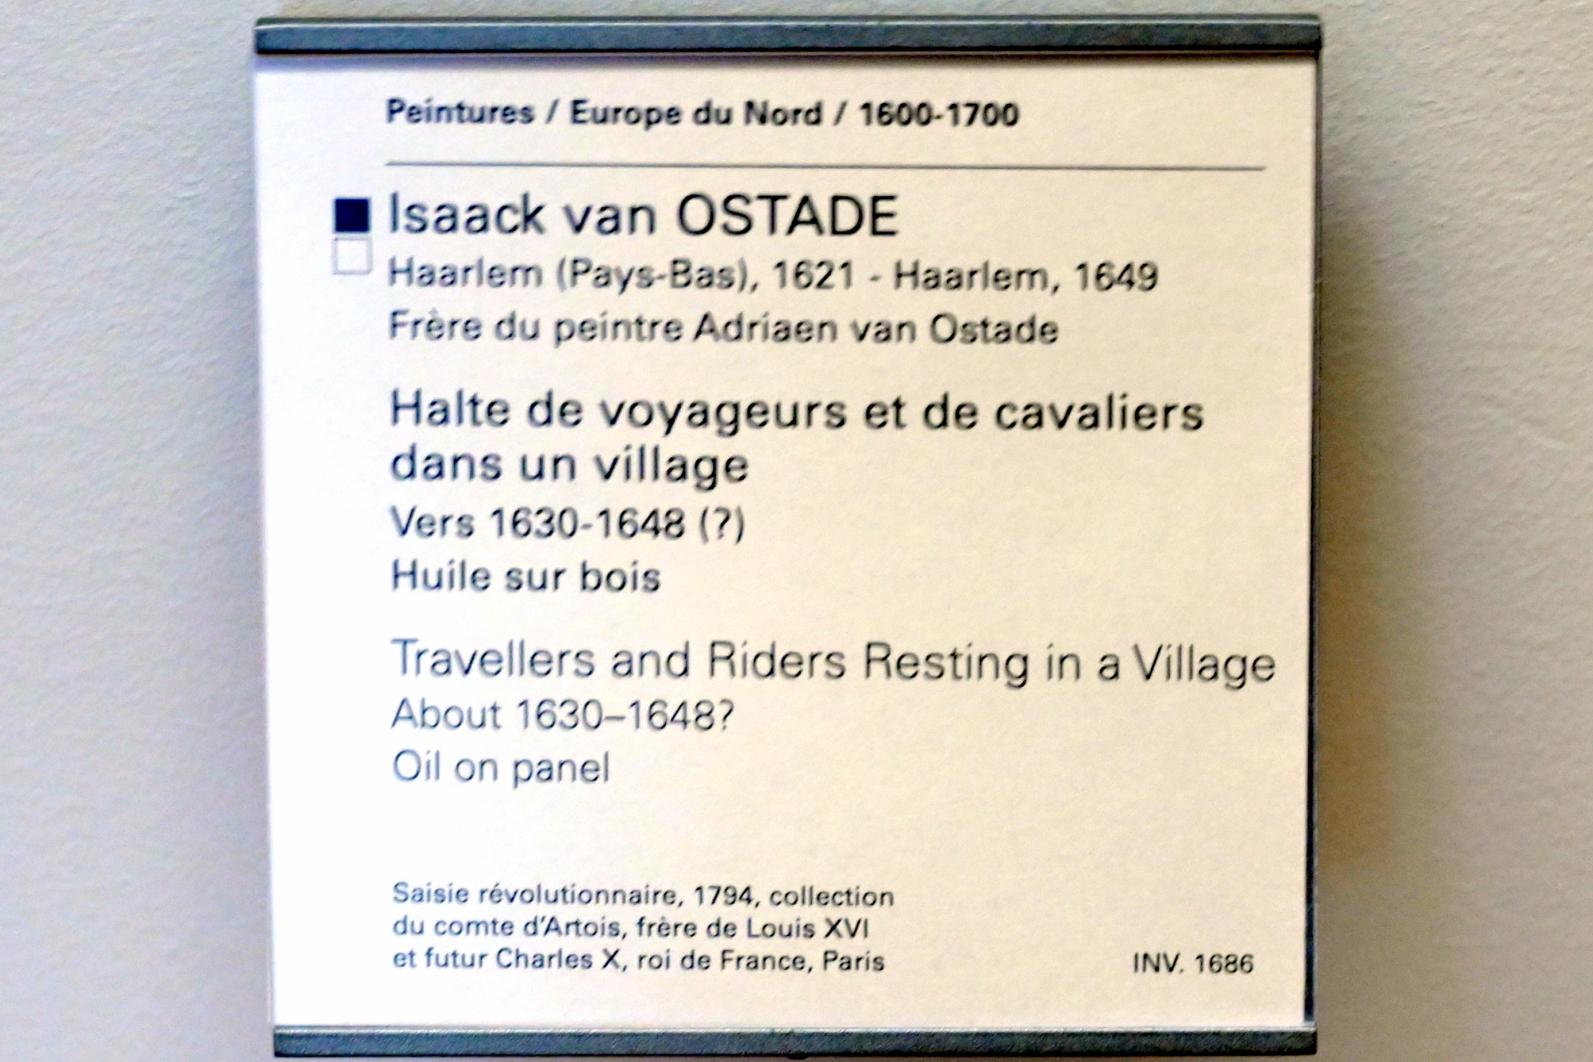 Peintures / Europe du Nord / 1600-1700
Isaack van OSTADE
Haarlem (Pays-Bas), 1621 - Haarlem, 1649
Frère du peintre Adriaen van Ostade
Halte de voyageurs et de cavaliers
dans un village
Vers 1630-1648 (?)
Huile sur bois
Travellers and Riders Resting in a Village
About 1630–1648?
Oil on panel
Saisie révolutionnaire, 1794, collection
du comte d'Artois, frère de Louis XVI
et futur Charles X, roi de France, Paris
INV. 1686